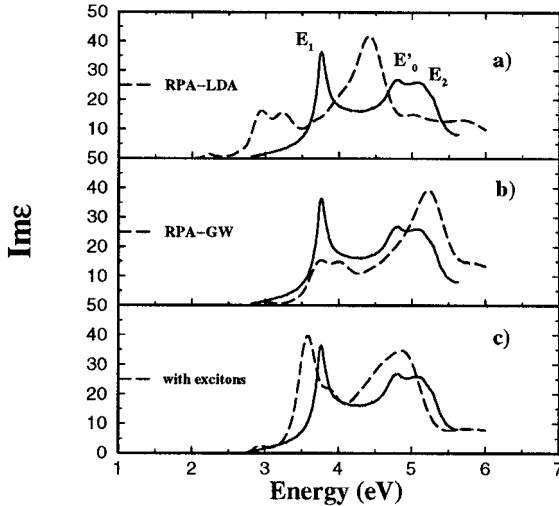 50
40
30
20
10
50
E₁
E'₀
E₂
a)
RPA-LDA
40
30
20
10
50
b)
RPA-GW
40
30
20
10
0
c)
with excitons
Imε
1
2
3
4
5
6
7
Energy (eV)